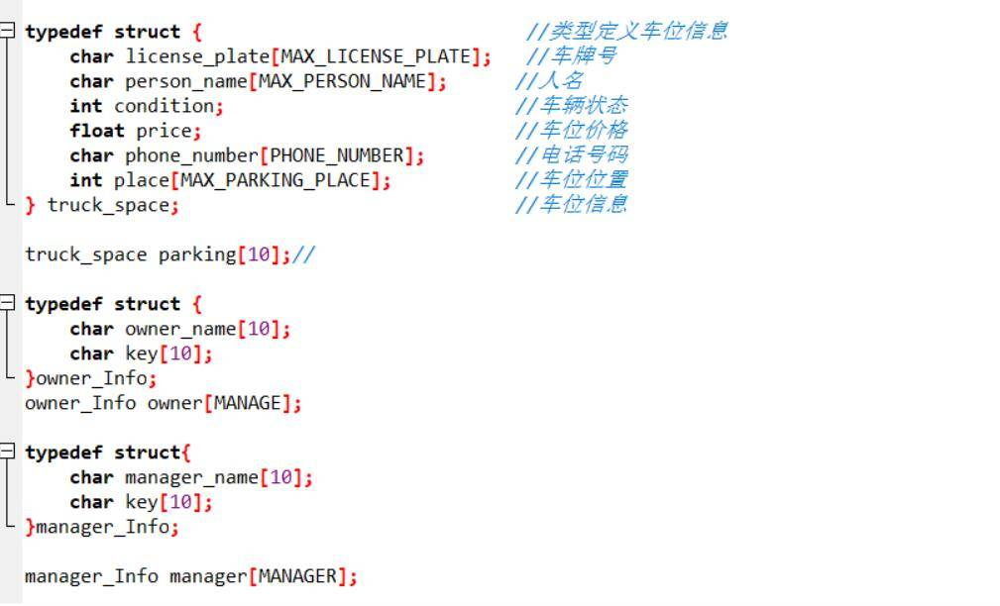 typedef struct { //类型定义车位信息
char license_plate[MAX_LICENSE_PLATE]; //车牌号
char person_name[MAX_PERSON_NAME]; //人名
int condition; //车辆状态
float price; //车位价格
char phone_number[PHONE_NUMBER]; //电话号码
int place[MAX_PARKING_PLACE]; //车位位置
} truck_space; //车位信息
truck_space parking[10];//
typedef struct {
char owner_name[10];
char key[10];
}owner_Info;
owner_Info owner[MANAGE];
typedef struct{
char manager_name[10];
char key[10];
}manager_Info;
manager_Info manager[MANAGER];